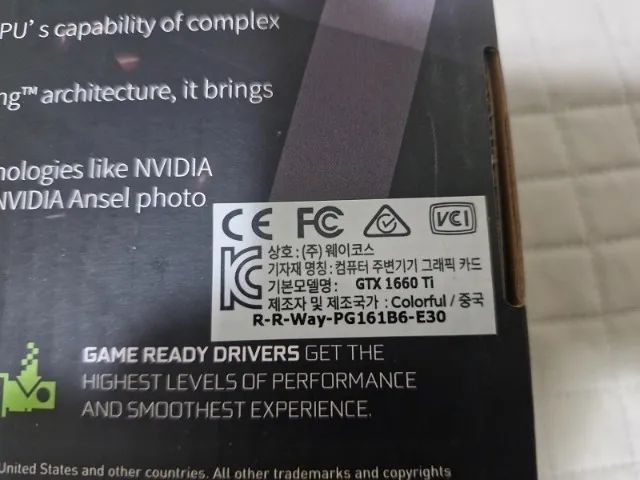 PU's capability of complex
ng™ architecture, it brings
nologies like NVIDIA
NVIDIA Ansel photo
CE FC VCI
상호 : (주) 웨이코스
기자재 명칭 : 컴퓨터 주변기기 그래픽 카드
기본모델명 : GTX 1660 Ti
제조자 및 제조국가 : Colorful / 중국
R-R-Way-PG161B6-E30
GAME READY DRIVERS GET THE
HIGHEST LEVELS OF PERFORMANCE
AND SMOOTHEST EXPERIENCE.
United States and other countries. All other trademarks and copyrights